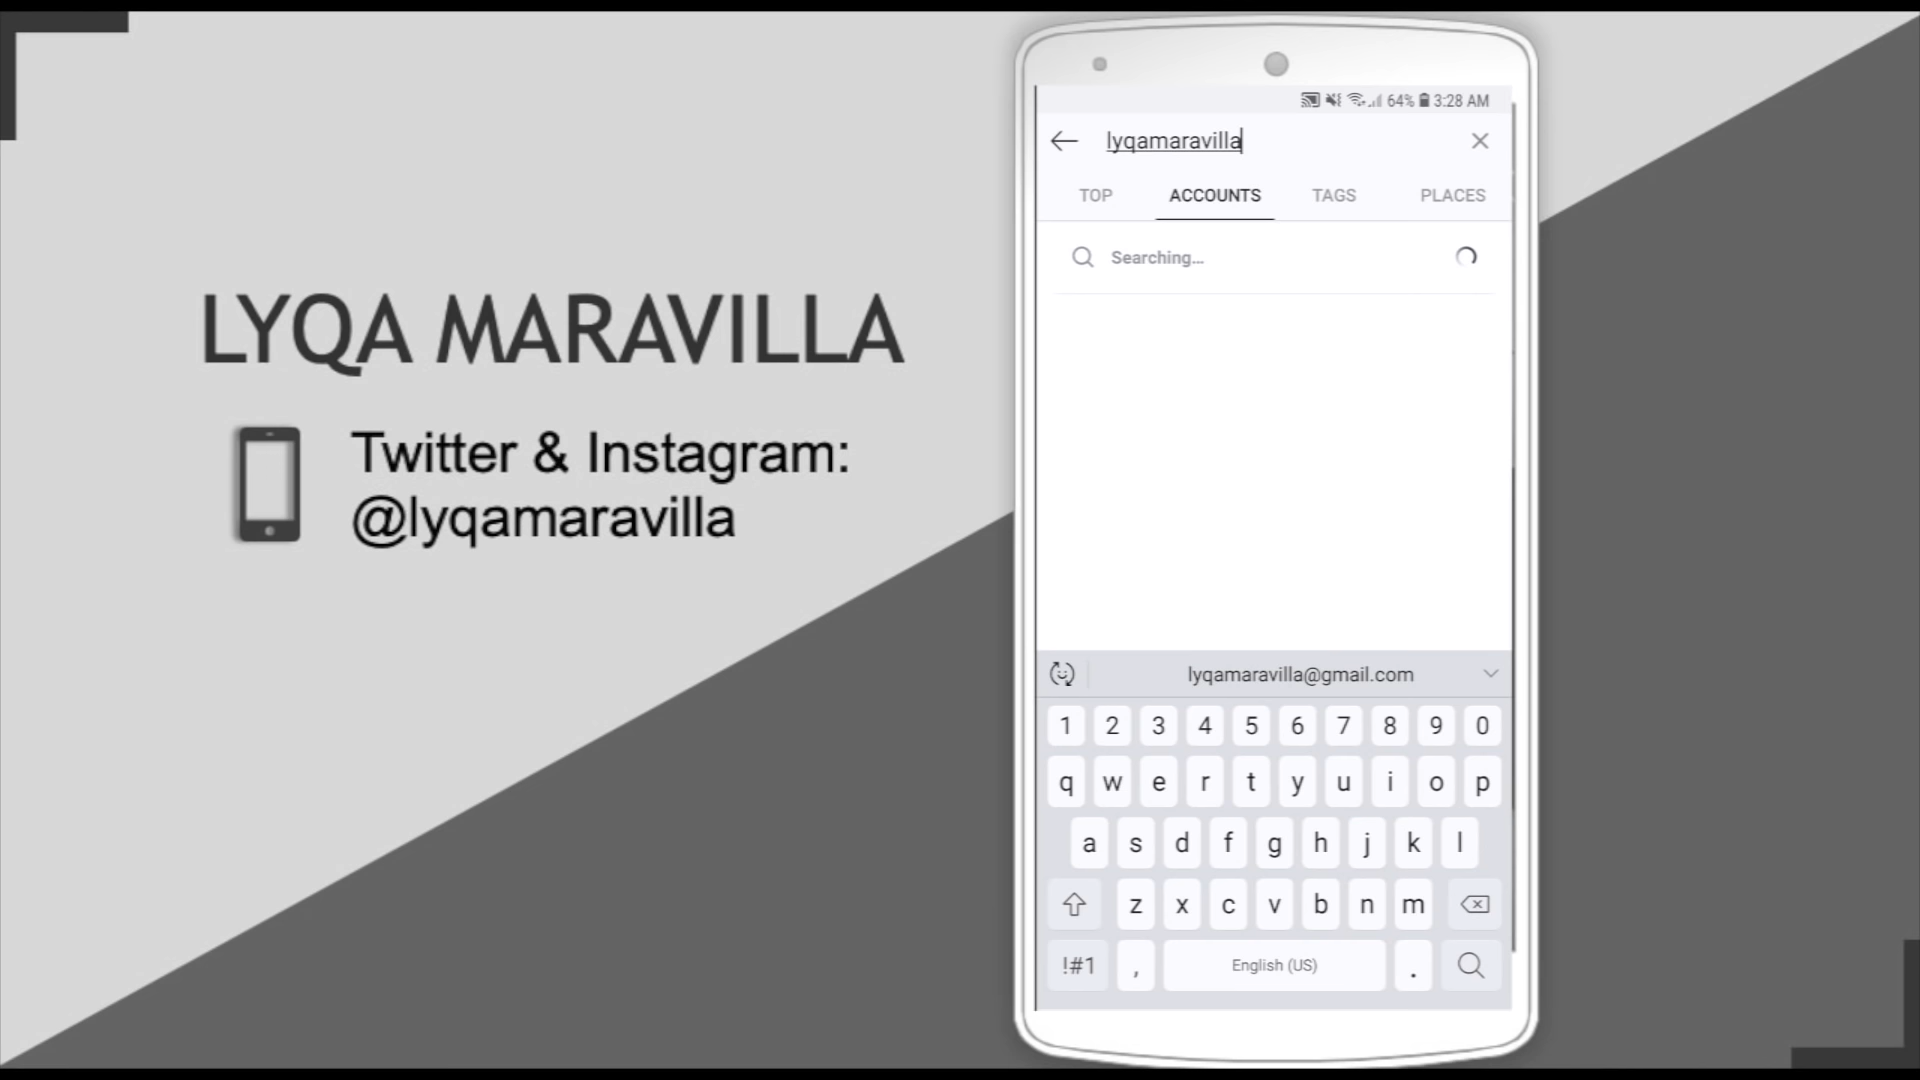 LYQA MARAVILLA
Twitter & Instagram:
@lyqamaravilla
64% 3:28 AM
lyqamaravilla
TOP ACCOUNTS TAGS PLACES
Searching...
lyqamaravilla@gmail.com
1 2 3 4 5 6 7 8 9 0
q w e r t y u i o p
a s d f g h j k l
z x c v b n m
!#1 , English (US) .